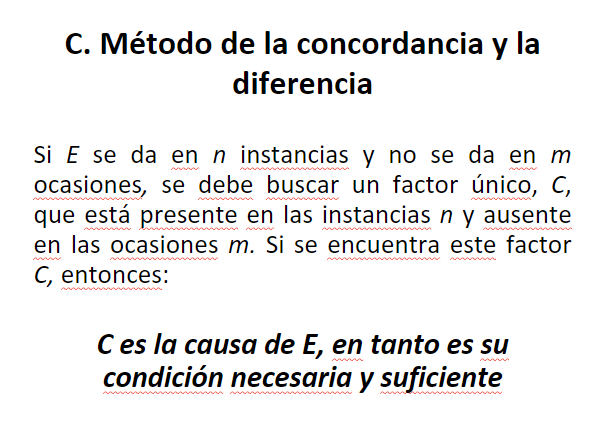 C. Método de la concordancia y la
diferencia
Si E se da en n instancias y no se da en m
ocasiones, se debe buscar un factor único, C,
que está presente en las instancias n y ausente
en las ocasiones m. Si se encuentra este factor
C, entonces:
C es la causa de E, en tanto es su
condición necesaria y suficiente